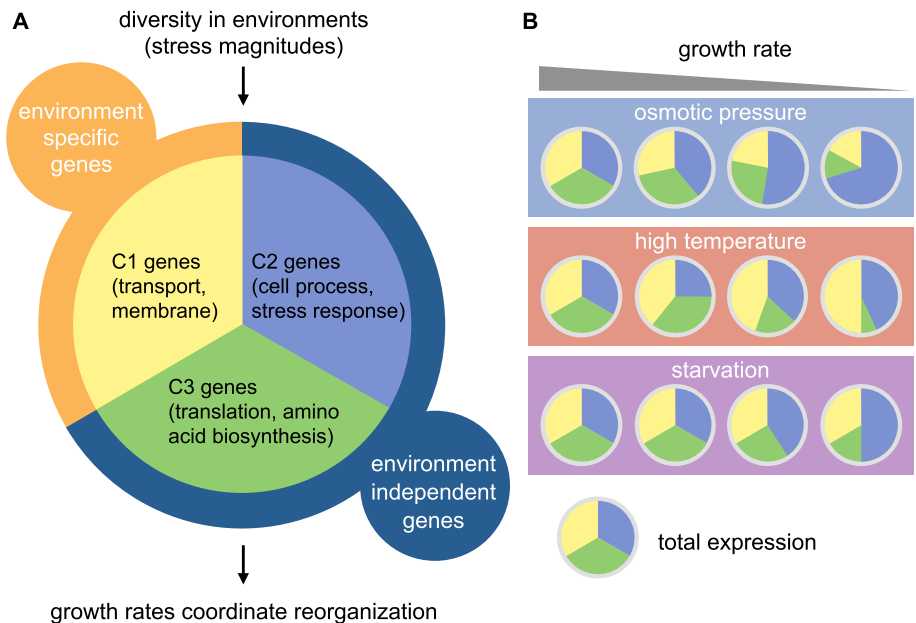 A
diversity in environments
(stress magnitudes)
environment
specific
genes
C1 genes
(transport,
membrane)
C2 genes
(cell process,
stress response)
C3 genes
(translation, amino
acid biosynthesis)
environment
independent
genes
growth rates coordinate reorganization
B
growth rate
osmotic pressure
high temperature
starvation
total expression